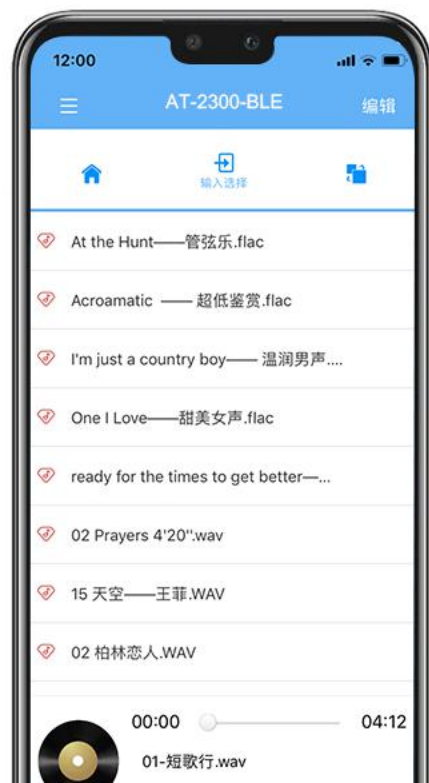 12:00
AT-2300-BLE
编辑
输入选择
At the Hunt——管弦乐.flac
Acroamatic —— 超低鉴赏.flac
I'm just a country boy—— 温润男声....
One I Love——甜美女声.flac
ready for the times to get better—...
02 Prayers 4'20".wav
15 天空——王菲.WAV
02 柏林恋人.WAV
00:00
04:12
01-短歌行.wav